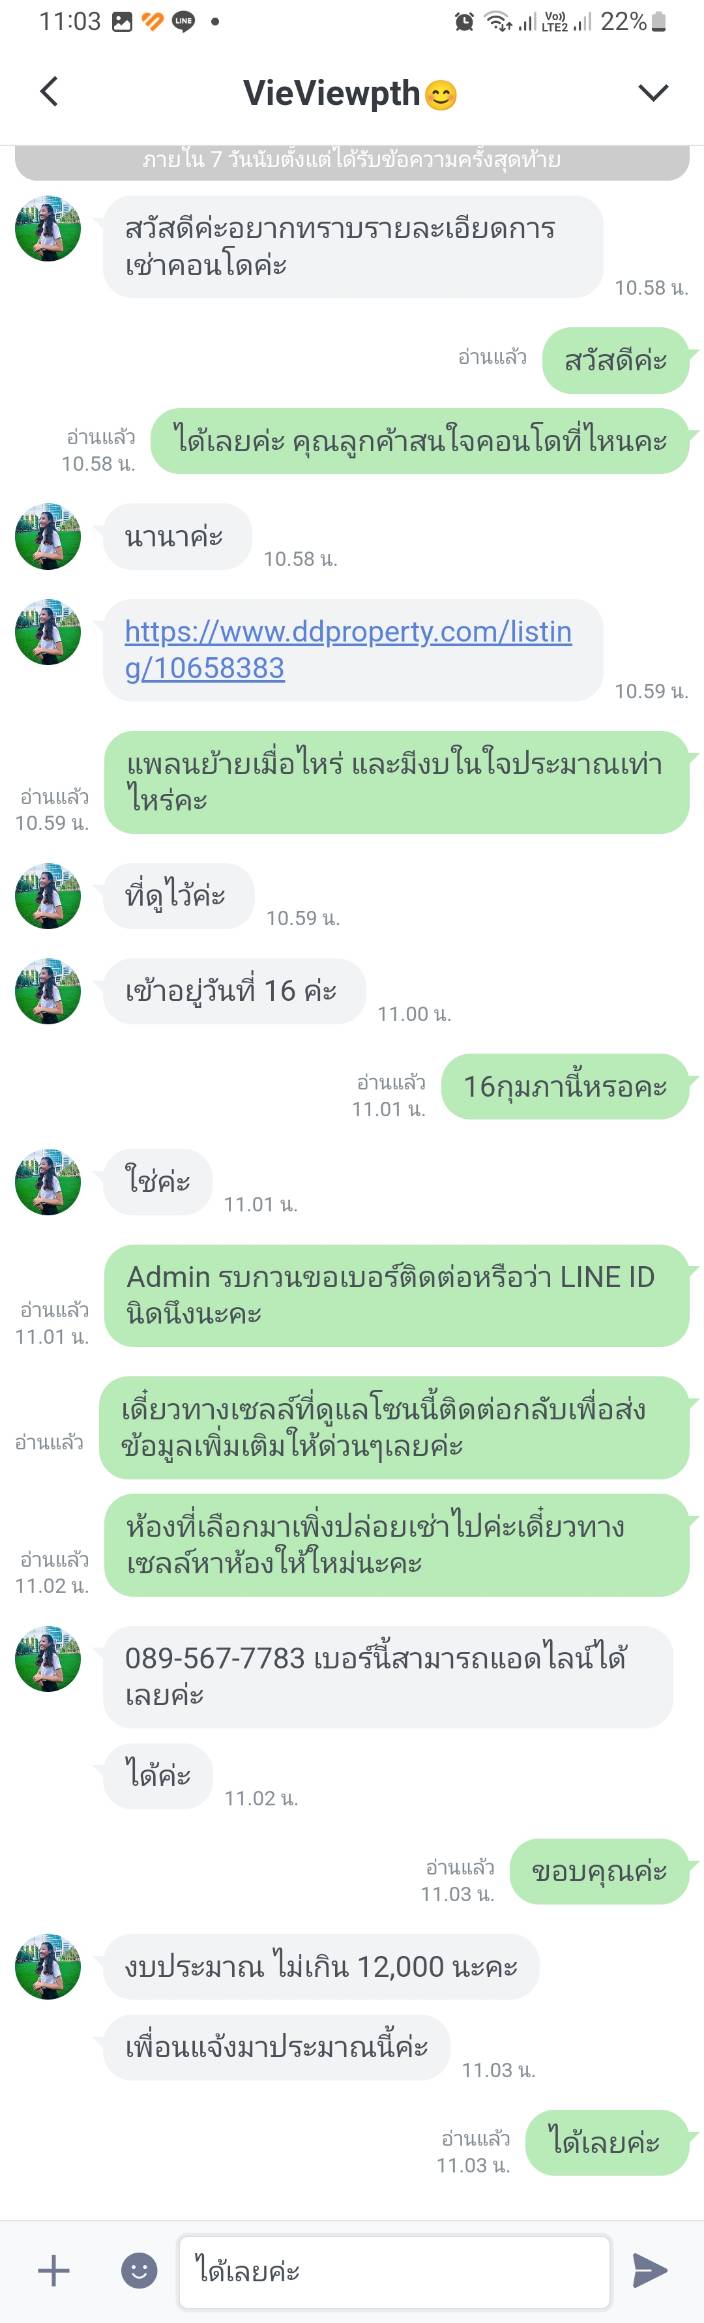 11:03
LINE
Vo))
LTE2
22%
VieViewpth😊
ภายใน 7 วันนับตั้งแต่ได้รับข้อความครั้งสุดท้าย
สวัสดีค่ะอยากทราบรายละเอียดการ
เช่าคอนโดค่ะ
10.58 น.
อ่านแล้ว
สวัสดีค่ะ
ได้เลยค่ะ คุณลูกค้าสนใจคอนโดที่ไหนคะ
อ่านแล้ว
10.58 น.
นานาค่ะ
10.58 น.
https://www.ddproperty.com/listin
g/10658383
10.59 น.
แพลนย้ายเมื่อไหร่ และมีงบในใจประมาณเท่า
ไหร่คะ
อ่านแล้ว
10.59 น.
ที่ดูไว้ค่ะ
10.59 น.
เข้าอยู่วันที่ 16 ค่ะ
11.00 น.
16กุมภานี้หรอคะ
อ่านแล้ว
11.01 น.
ใช่ค่ะ
11.01 น.
Admin รบกวนขอเบอร์ติดต่อหรือว่า LINE ID
นิดนึงนะคะ
อ่านแล้ว
11.01 น.
เดี๋ยวทางเซลล์ที่ดูแลโซนนี้ติดต่อกลับเพื่อส่ง
ข้อมูลเพิ่มเติมให้ด่วนๆเลยค่ะ
อ่านแล้ว
ห้องที่เลือกมาเพิ่งปล่อยเช่าไปค่ะเดี๋ยวทาง
เซลล์หาห้องให้ใหม่นะคะ
อ่านแล้ว
11.02 น.
089-567-7783 เบอร์นี้สามารถแอดไลน์ได้
เลยค่ะ
ได้ค่ะ
11.02 น.
ขอบคุณค่ะ
อ่านแล้ว
11.03 น.
งบประมาณ ไม่เกิน 12,000 นะคะ
เพื่อนแจ้งมาประมาณนี้ค่ะ
11.03 น.
ได้เลยค่ะ
อ่านแล้ว
11.03 น.
ได้เลยค่ะ